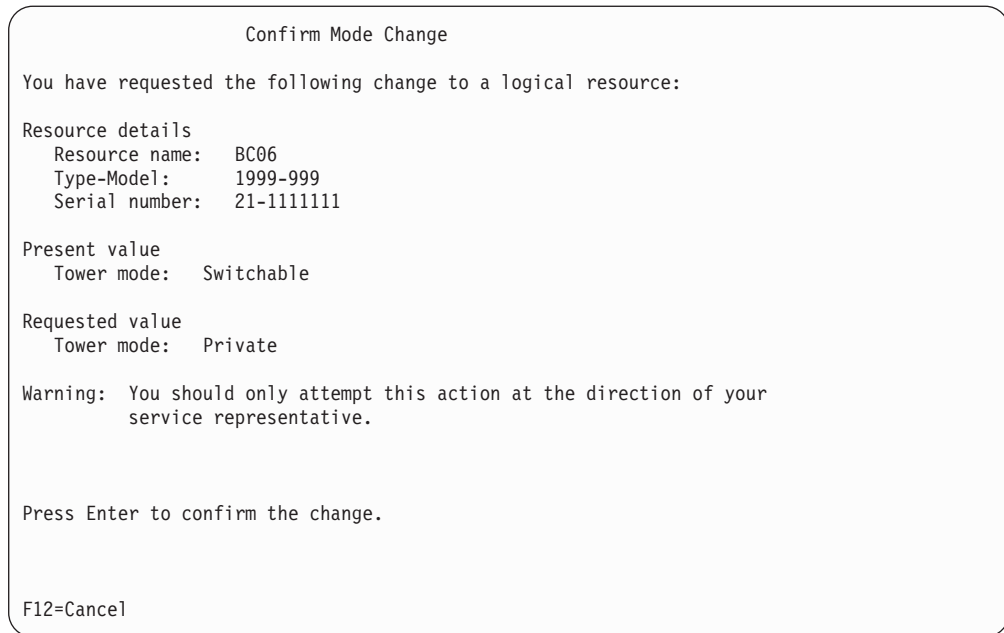 Confirm Mode Change
You have requested the following change to a logical resource:
Resource details
Resource name: BC06
Type-Model: 1999-999
Serial number: 21-1111111
Present value
Tower mode: Switchable
Requested value
Tower mode: Private
Warning: You should only attempt this action at the direction of your
service representative.
Press Enter to confirm the change.
F12=Cancel